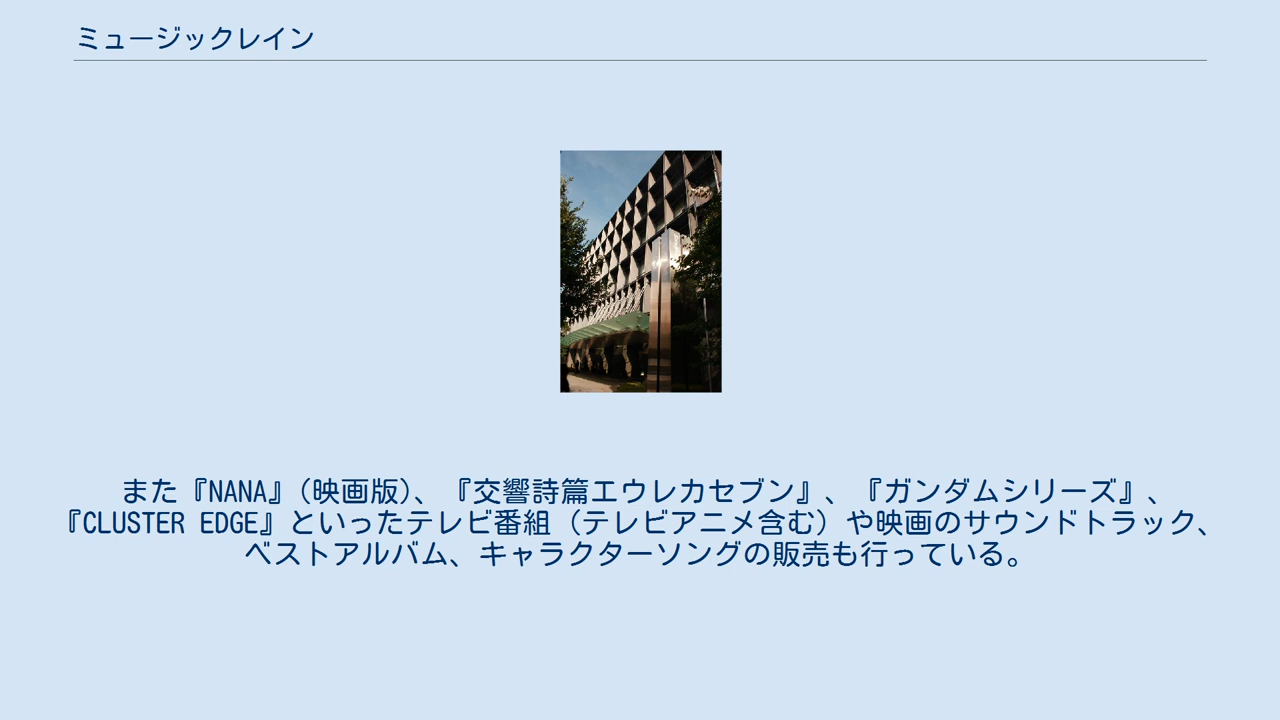 ミュージックレイン
また『NANA』(映画版)、『交響詩篇エウレカセブン』、『ガンダムシリーズ』、
『CLUSTER EDGE』といったテレビ番組（テレビアニメ含む）や映画のサウンドトラック、
ベストアルバム、キャラクターソングの販売も行っている。